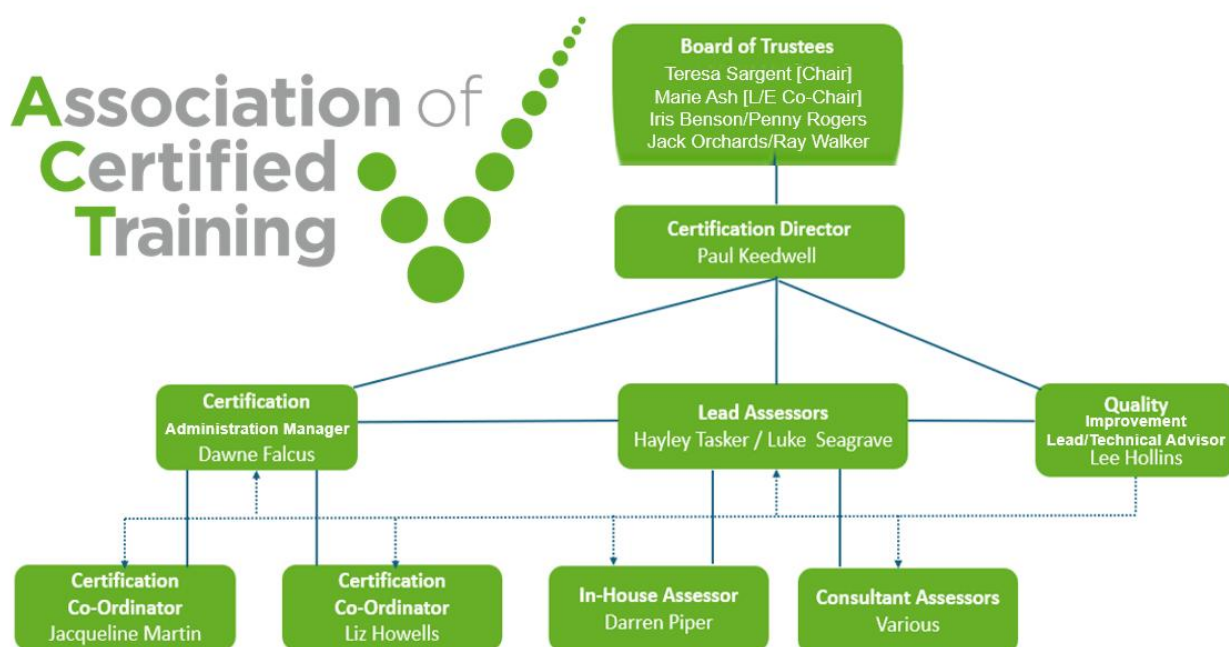 Association of
Certified
Training
Board of Trustees
Teresa Sargent [Chair]
Marie Ash [L/E Co-Chair]
Iris Benson/Penny Rogers
Jack Orchards/Ray Walker
Certification Director
Paul Keedwell
Certification
Administration Manager
Dawne Falcus
Lead Assessors
Hayley Tasker / Luke Seagrave
Quality
Improvement
Lead/Technical Advisor
Lee Hollins
Certification
Co-Ordinator
Jacqueline Martin
Certification
Co-Ordinator
Liz Howells
In-House Assessor
Darren Piper
Consultant Assessors
Various